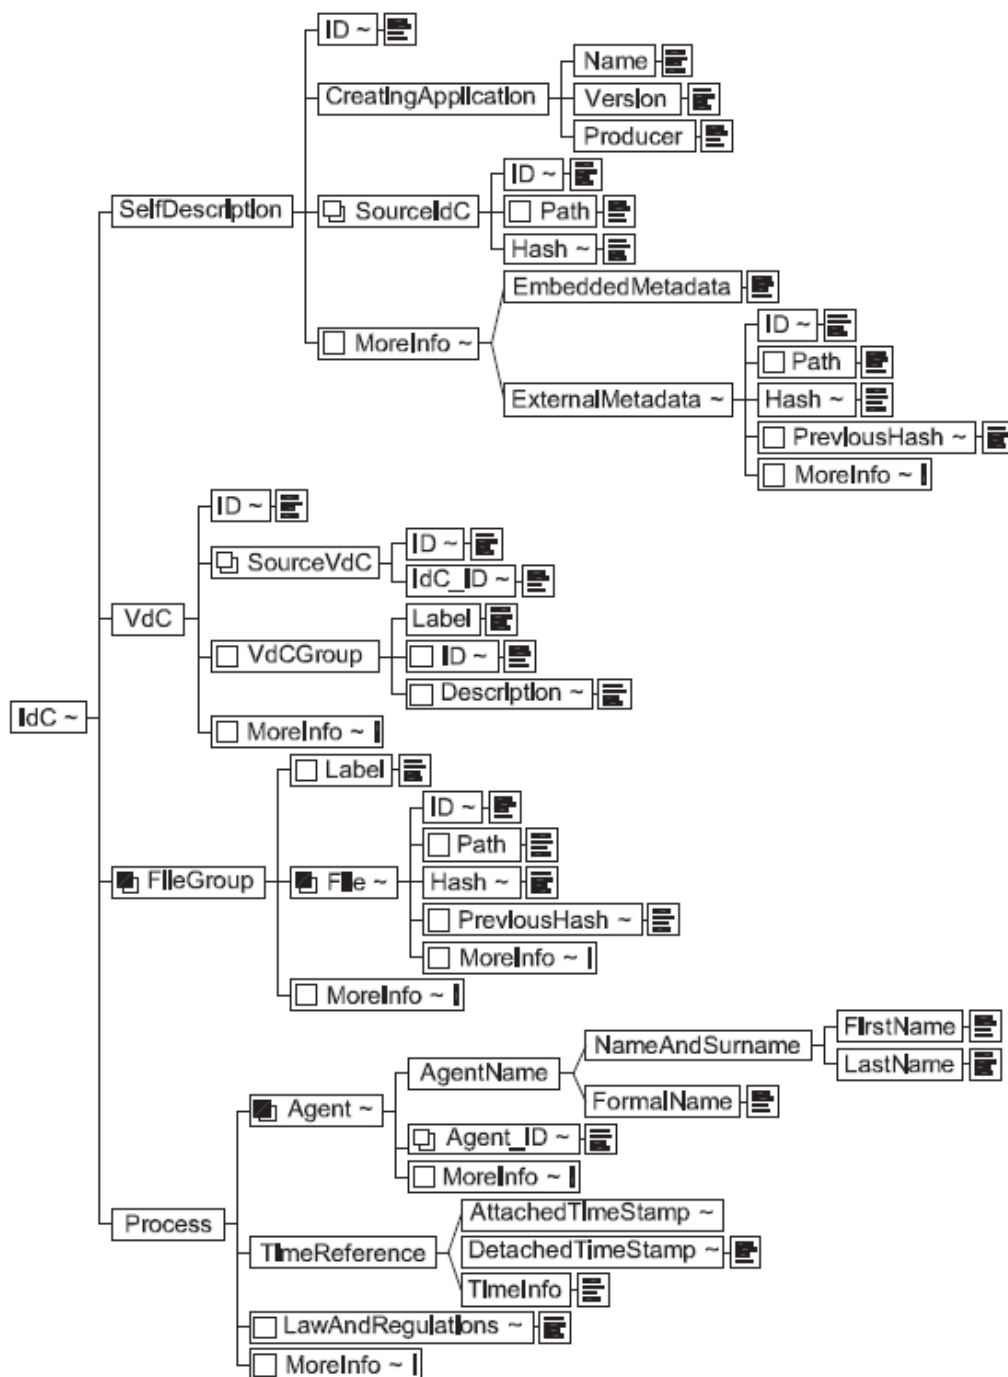 ID ~
Name
CreatingApplication
Version
Producer
ID ~
SelfDescription
SourceIdC
Path
Hash ~
EmbeddedMetadata
ID ~
MoreInfo ~
Path
ExternalMetadata ~
Hash ~
PreviousHash ~
MoreInfo ~
ID ~
ID ~
SourceVdC
IdC_ID ~
VdC
Label
VdCGroup
ID ~
Description ~
IdC ~
MoreInfo ~
Label
ID ~
Path
FileGroup
File ~
Hash ~
PreviousHash ~
MoreInfo ~
MoreInfo ~
FirstName
NameAndSurname
LastName
AgentName
FormalName
Agent ~
Agent_ID ~
MoreInfo ~
Process
AttachedTimeStamp ~
TimeReference
DetachedTimeStamp ~
TimeInfo
LawAndRegulations ~
MoreInfo ~